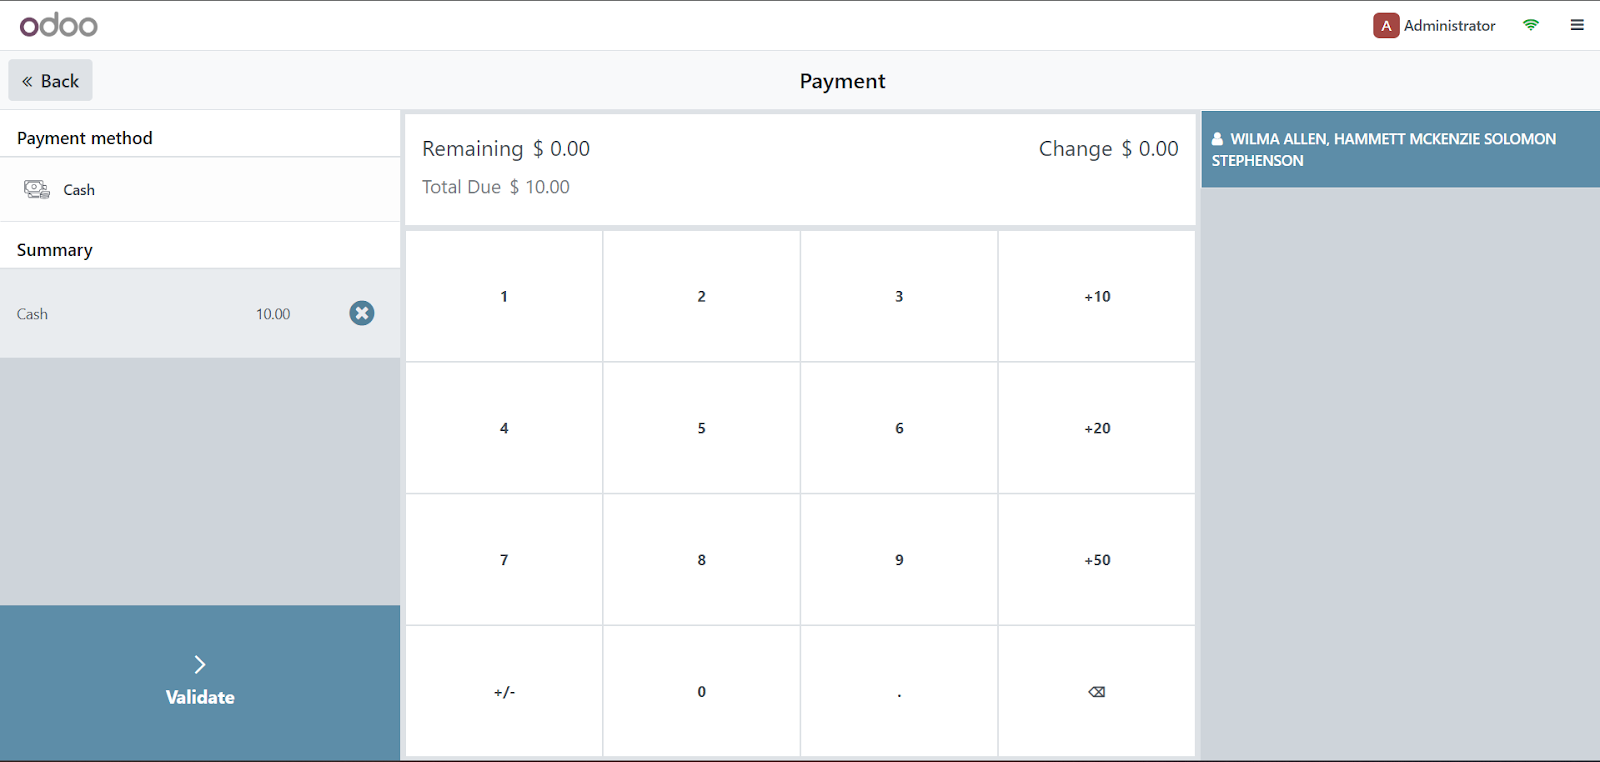 odoo
A Administrator
« Back
Payment
Payment method
Cash
Summary
Cash 10.00
Validate
Remaining $ 0.00
Change $ 0.00
Total Due $ 10.00
1 2 3 +10
4 5 6 +20
7 8 9 +50
+/- 0 . ⌫
WILMA ALLEN, HAMMETT MCKENZIE SOLOMON
STEPHENSON